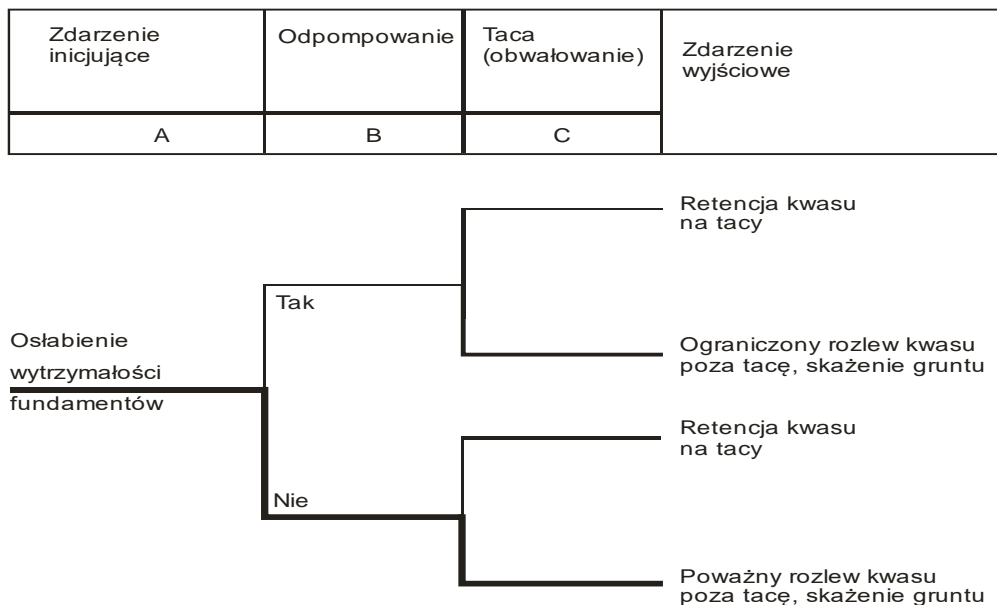 Zdarzenie
inicjujące
Odpompowanie
Taca
(obwałowanie)
Zdarzenie
wyjściowe
A
B
C
Retencja kwasu
na tacy
Tak
Osłabienie
wytrzymałości
fundamentów
Ograniczony rozlew kwasu
poza tacę, skażenie gruntu
Retencja kwasu
na tacy
Nie
Poważny rozlew kwasu
poza tacę, skażenie gruntu